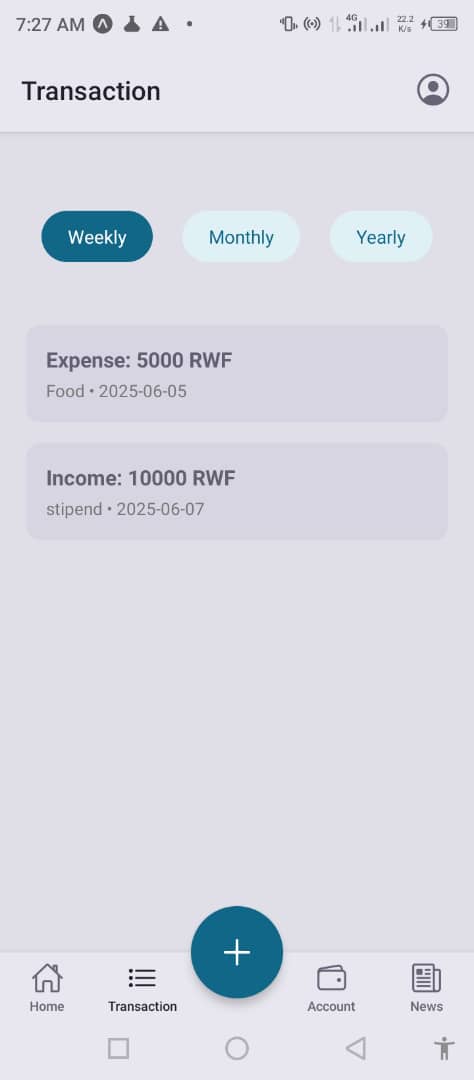 7:27 AM
4G
22.2
K/s
39
Transaction
Weekly
Monthly
Yearly
Expense: 5000 RWF
Food • 2025-06-05
Income: 10000 RWF
stipend • 2025-06-07
Home
Transaction
Account
News